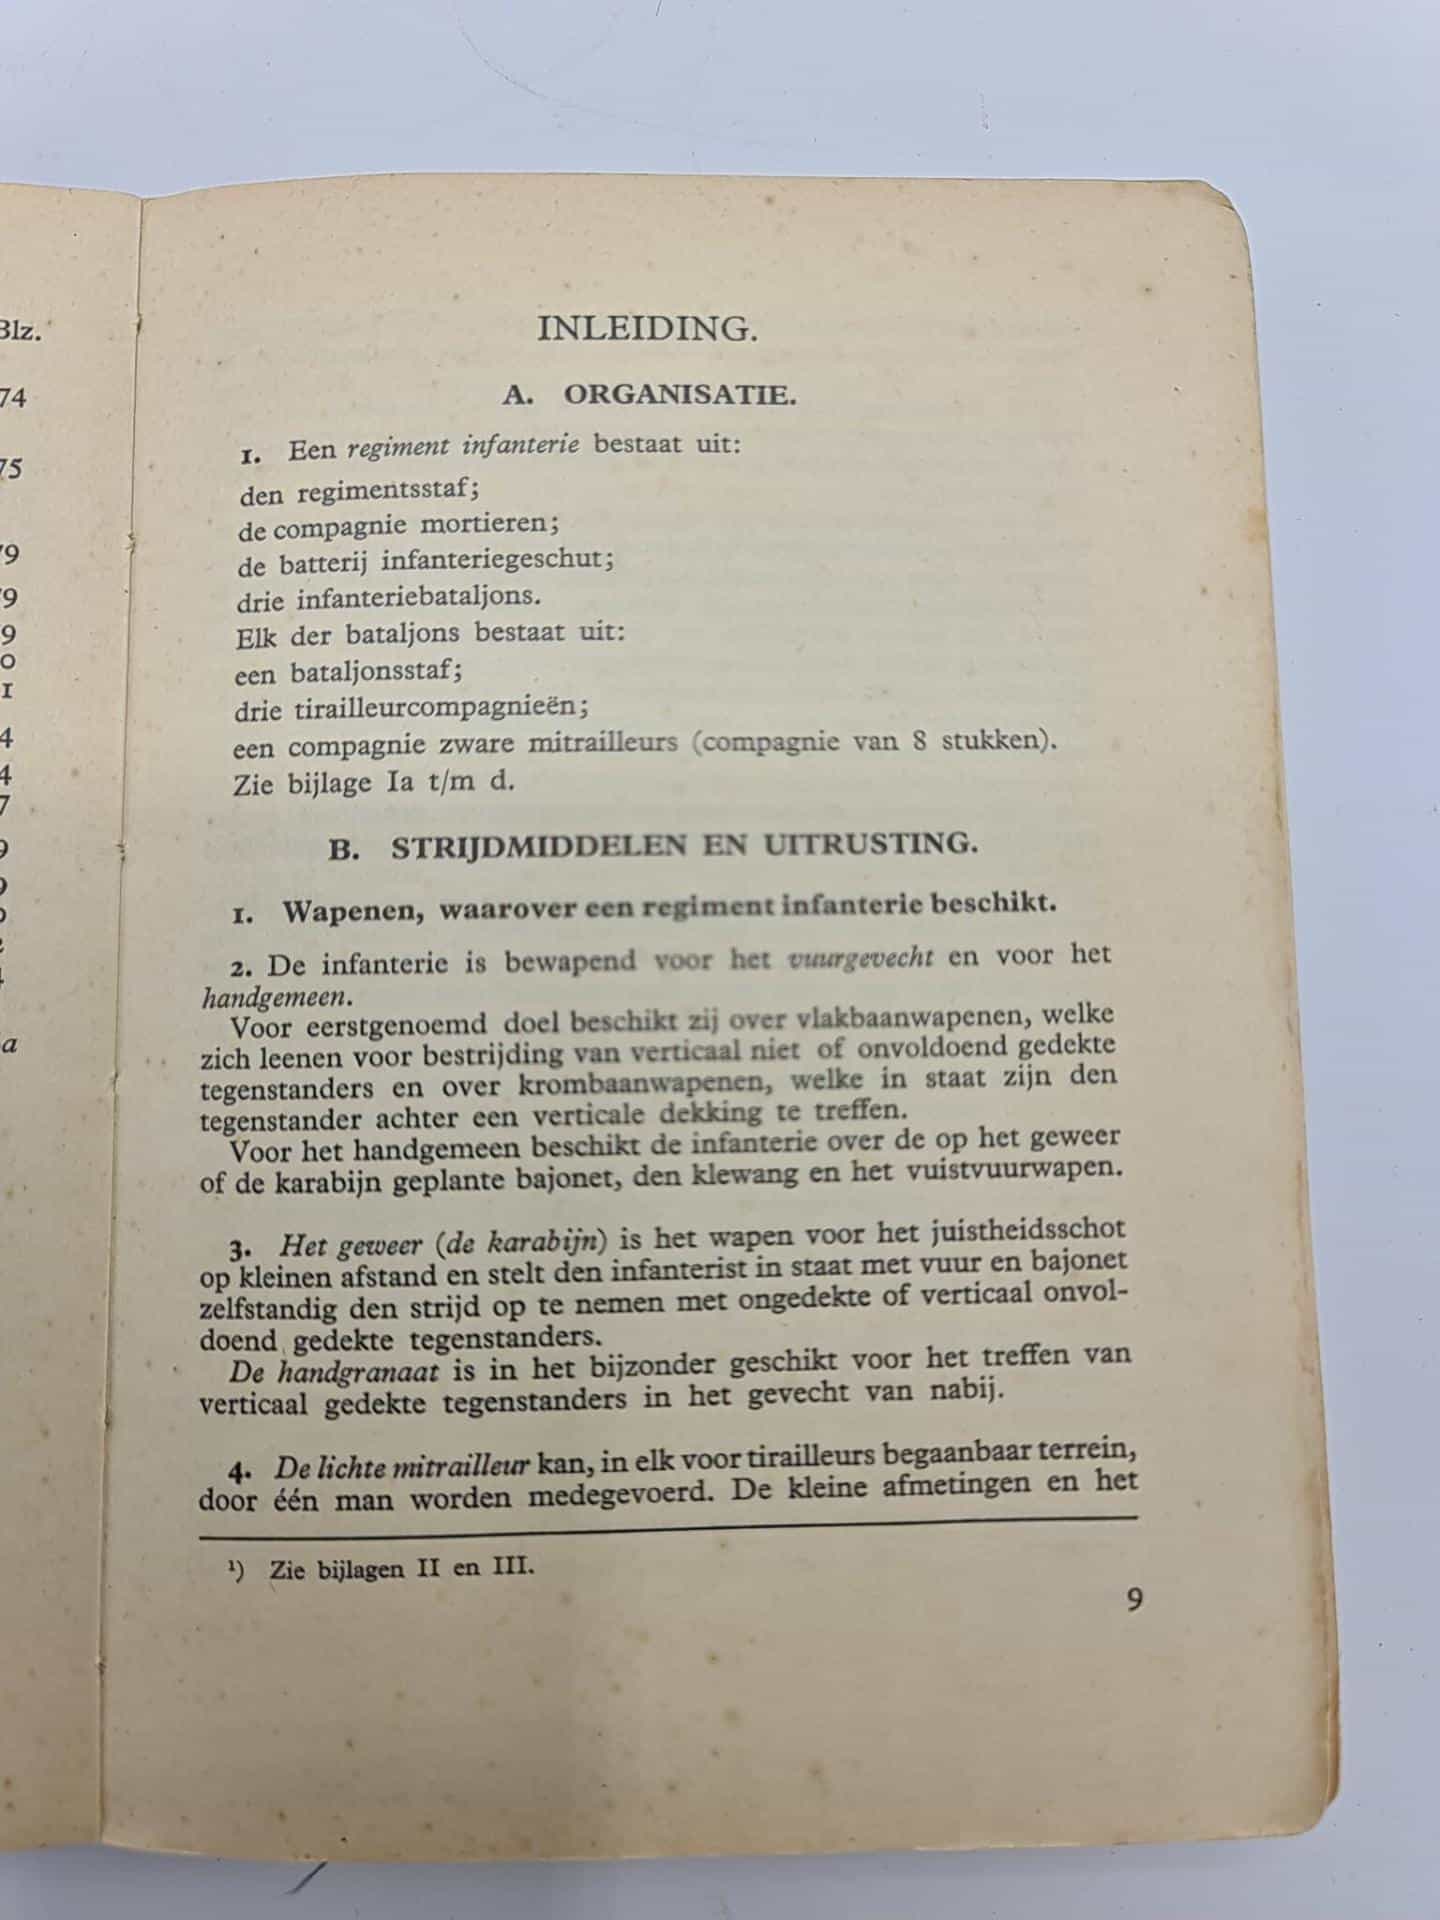 Blz.
74
75
79
79
9
0
1
4
4
7
9
9
a
INLEIDING.
A. ORGANISATIE.
1. Een regiment infanterie bestaat uit:
den regimentsstaf;
de compagnie mortieren;
de batterij infanteriegeschut;
drie infanteriebataljons.
Elk der bataljons bestaat uit:
een bataljonsstaf;
drie tirailleurcompagnieën;
een compagnie zware mitrailleurs (compagnie van 8 stukken).
Zie bijlage Ia t/m d.
B. STRIJDMIDDELEN EN UITRUSTING.
1. Wapenen, waarover een regiment infanterie beschikt.
2. De infanterie is bewapend voor het vuurgevecht en voor het
handgemeen.
Voor eerstgenoemd doel beschikt zij over vlakbaanwapenen, welke
zich leenen voor bestrijding van verticaal niet of onvoldoend gedekte
tegenstanders en over krombaanwapenen, welke in staat zijn den
tegenstander achter een verticale dekking te treffen.
Voor het handgemeen beschikt de infanterie over de op het geweer
of de karabijn geplante bajonet, den klewang en het vuistvuurwapen.
3. Het geweer (de karabijn) is het wapen voor het juistheidsschot
op kleinen afstand en stelt den infanterist in staat met vuur en bajonet
zelfstandig den strijd op te nemen met ongedekte of verticaal onvol-
doend gedekte tegenstanders.
De handgranaat is in het bijzonder geschikt voor het treffen van
verticaal gedekte tegenstanders in het gevecht van nabij.
4. De lichte mitrailleur kan, in elk voor tirailleurs begaanbaar terrein,
door één man worden medegevoerd. De kleine afmetingen en het
¹) Zie bijlagen II en III.
9